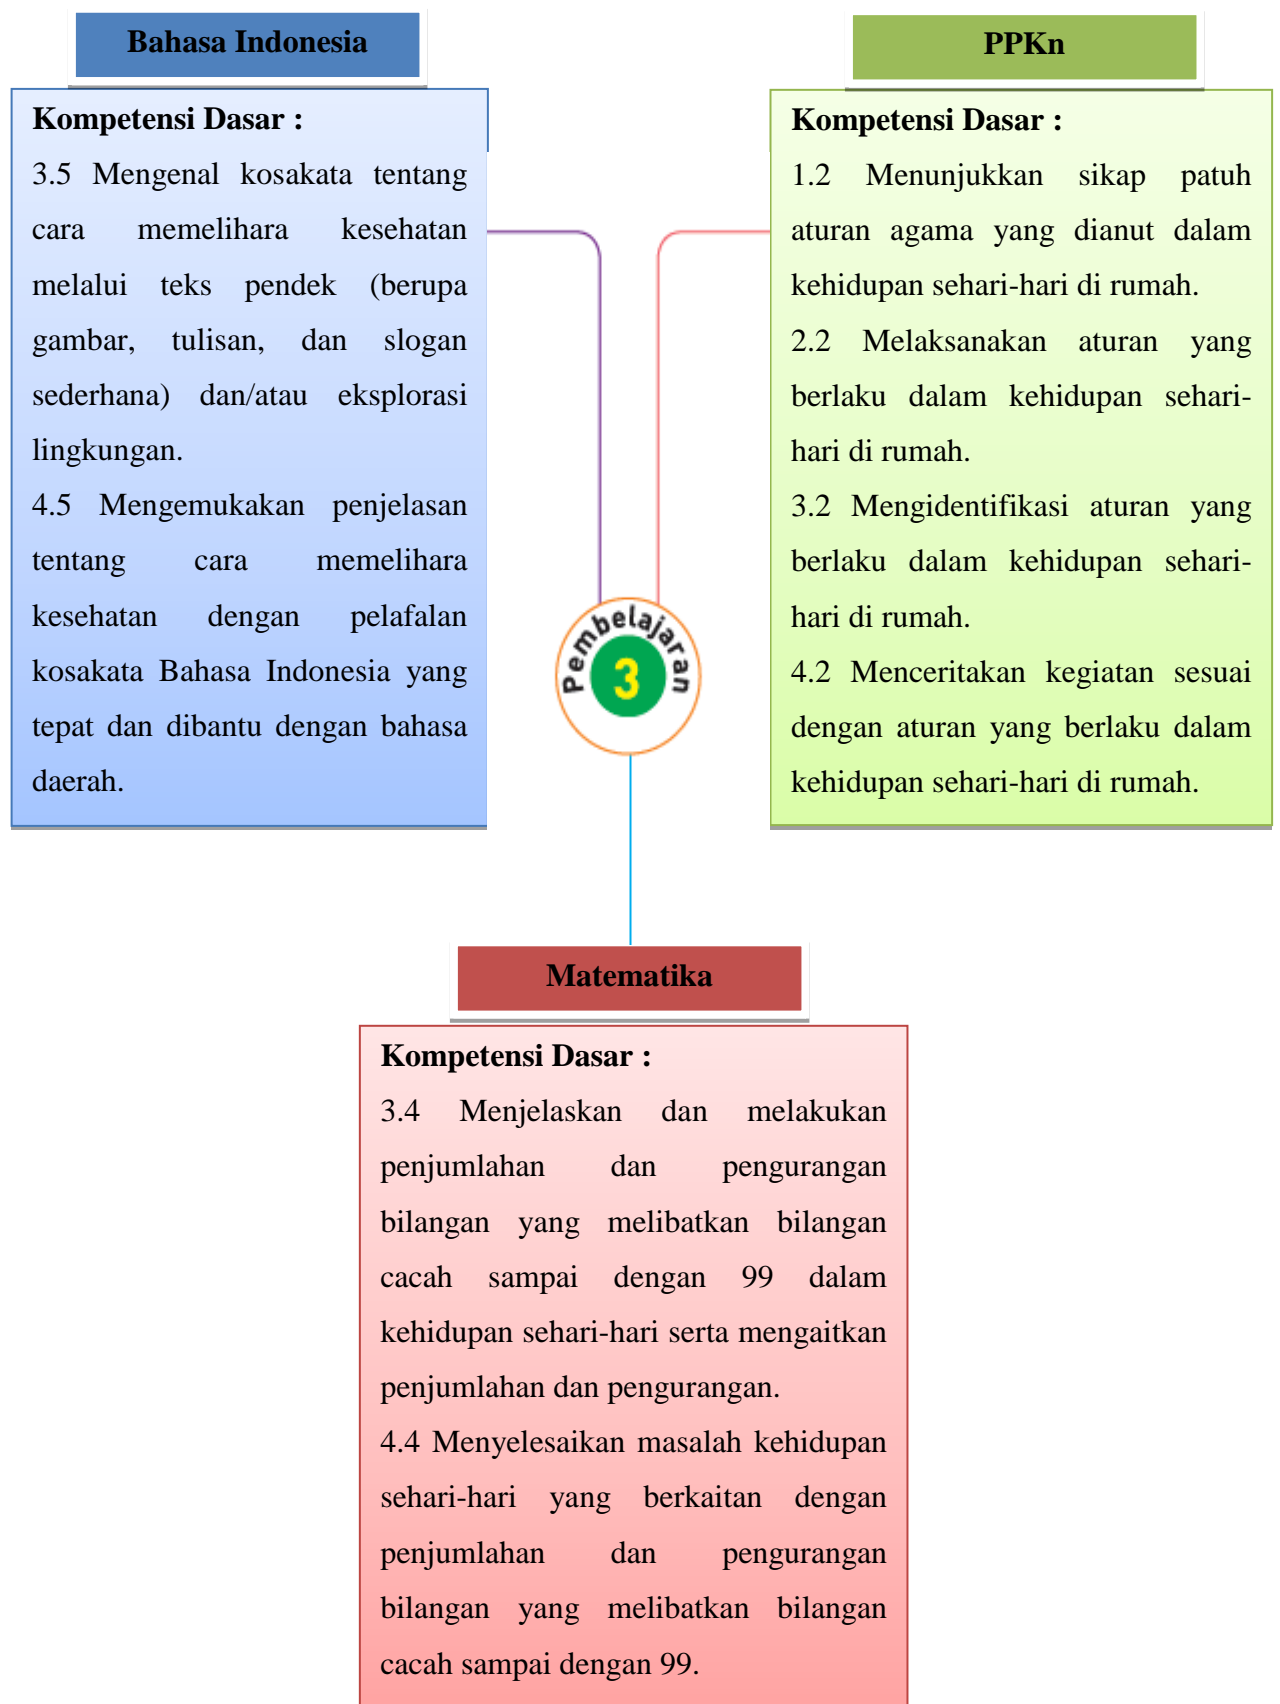 Bahasa Indonesia
Kompetensi Dasar :
3.5 Mengenal kosakata tentang
cara memelihara kesehatan
melalui teks pendek (berupa
gambar, tulisan, dan slogan
sederhana) dan/atau eksplorasi
lingkungan.
4.5 Mengemukakan penjelasan
tentang cara memelihara
kesehatan dengan pelafalan
kosakata Bahasa Indonesia yang
tepat dan dibantu dengan bahasa
daerah.
PPKn
Kompetensi Dasar :
1.2 Menunjukkan sikap patuh
aturan agama yang dianut dalam
kehidupan sehari-hari di rumah.
2.2 Melaksanakan aturan yang
berlaku dalam kehidupan sehari-
hari di rumah.
3.2 Mengidentifikasi aturan yang
berlaku dalam kehidupan sehari-
hari di rumah.
4.2 Menceritakan kegiatan sesuai
dengan aturan yang berlaku dalam
kehidupan sehari-hari di rumah.
Pembelajaran
3
Matematika
Kompetensi Dasar :
3.4 Menjelaskan dan melakukan
penjumlahan dan pengurangan
bilangan yang melibatkan bilangan
cacah sampai dengan 99 dalam
kehidupan sehari-hari serta mengaitkan
penjumlahan dan pengurangan.
4.4 Menyelesaikan masalah kehidupan
sehari-hari yang berkaitan dengan
penjumlahan dan pengurangan
bilangan yang melibatkan bilangan
cacah sampai dengan 99.